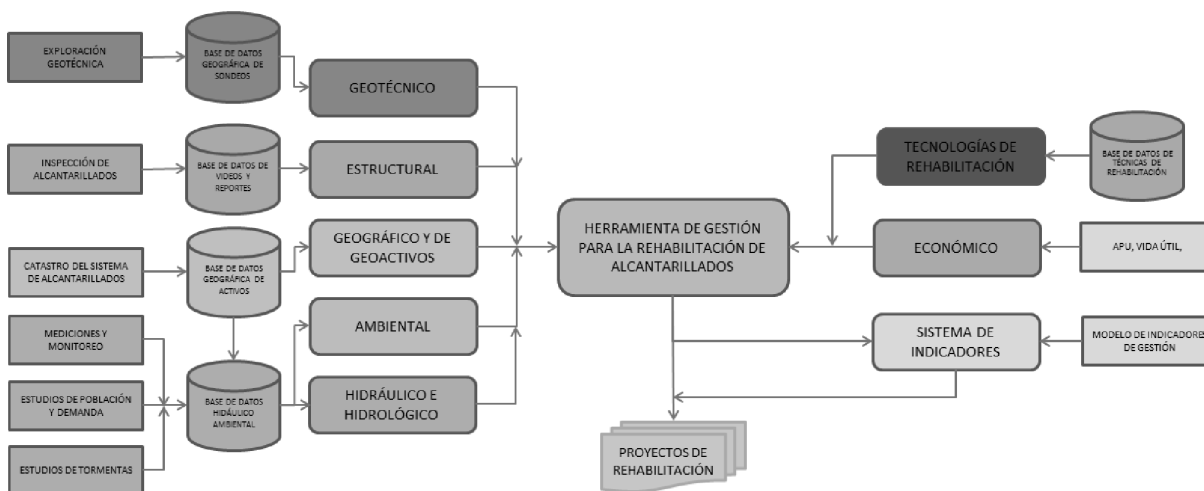 EXPLORACIÓN
GEOTÉCNICA
BASE DE DATOS
GEOGRÁFICA DE
SONDEOS
GEOTÉCNICO
INSPECCIÓN DE
ALCANTARILLADOS
BASE DE DATOS DE
VIDEOS Y
REPORTES
ESTRUCTURAL
CATASTRO DEL SISTEMA
DE ALCANTARILLADOS
BASE DE DATOS
GEOGRÁFICA DE
ACTIVOS
GEOGRÁFICO Y DE
GEOACTIVOS
MEDICIONES Y
MONITOREO
AMBIENTAL
ESTUDIOS DE POBLACIÓN
Y DEMANDA
BASE DE DATOS
HIDÁULICO
AMBIENTAL
HIDRÁULICO E
HIDROLÓGICO
ESTUDIOS DE TORMENTAS
HERRAMIENTA DE GESTIÓN
PARA LA REHABILITACIÓN DE
ALCANTARILLADOS
TECNOLOGÍAS DE
REHABILITACIÓN
BASE DE DATOS DE
TÉCNICAS DE
REHABILITACIÓN
ECONÓMICO
APU, VIDA ÚTIL,
SISTEMA DE
INDICADORES
MODELO DE INDICADORES
DE GESTIÓN
PROYECTOS DE
REHABILITACIÓN